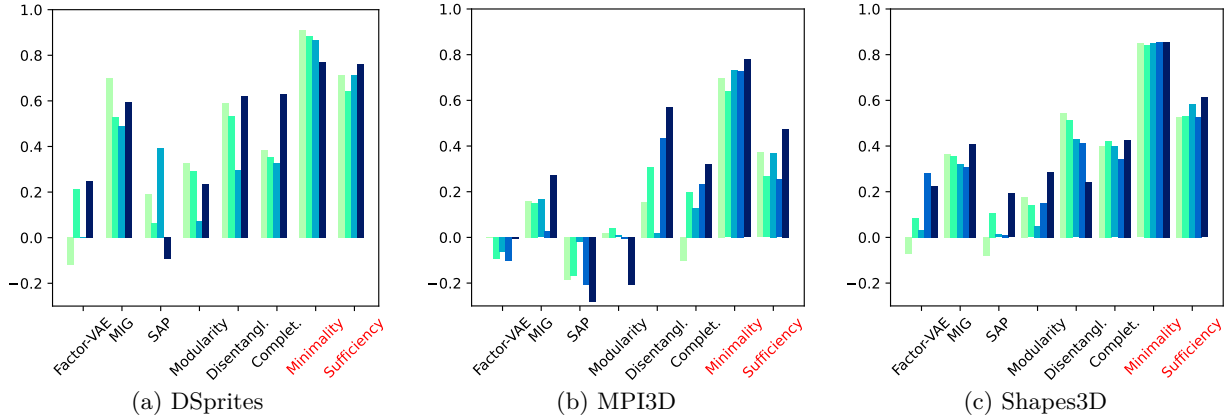 1.0
0.8
0.6
0.4
0.2
0.0
−0.2
Factor-VAE
MIG
SAP
Modularity
Disentangl.
Complet.
Minimality
Sufficiency
(a) DSprites
1.0
0.8
0.6
0.4
0.2
0.0
−0.2
Factor-VAE
MIG
SAP
Modularity
Disentangl.
Complet.
Minimality
Sufficiency
(b) MPI3D
1.0
0.8
0.6
0.4
0.2
0.0
−0.2
Factor-VAE
MIG
SAP
Modularity
Disentangl.
Complet.
Minimality
Sufficiency
(c) Shapes3D